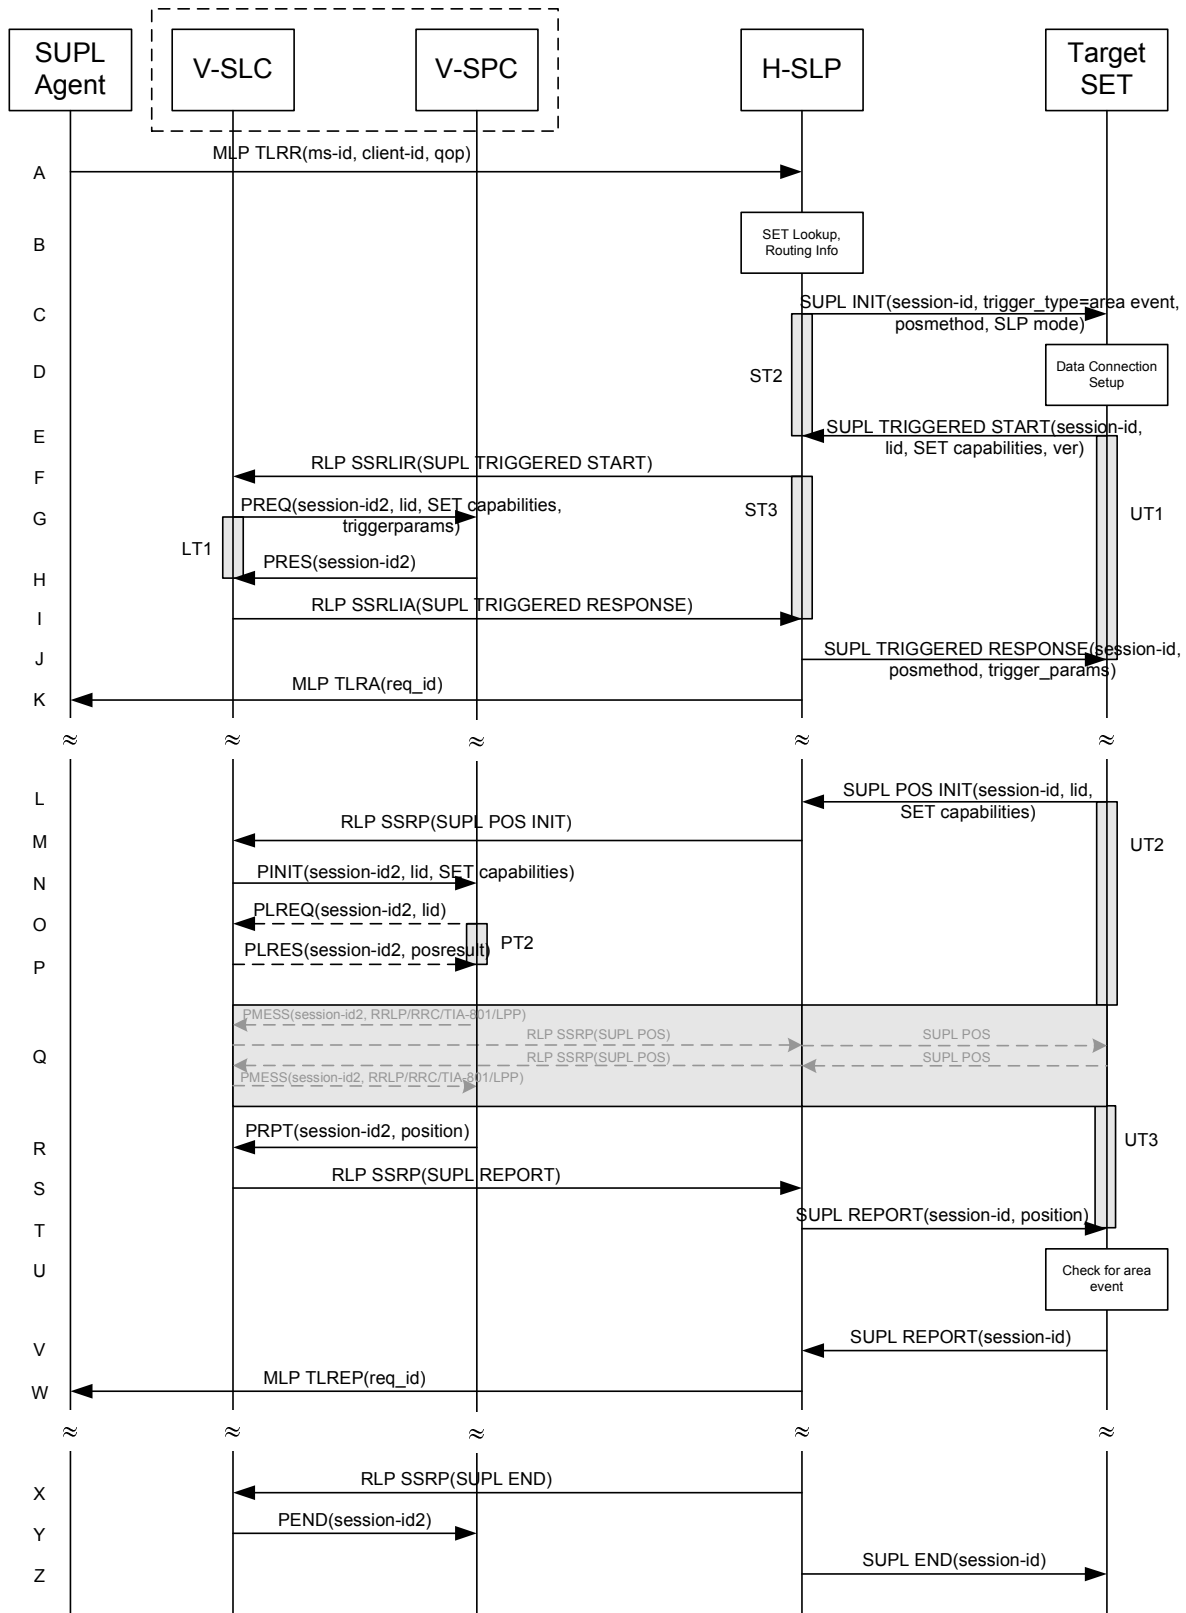 SUPL
Agent
V-SLC
V-SPC
H-SLP
Target
SET
A
MLP TLRR(ms-id, client-id, qop)
B
SET Lookup,
Routing Info
C
SUPL INIT(session-id, trigger_type=area event,
posmethod, SLP mode)
D
ST2
Data Connection
Setup
E
SUPL TRIGGERED START(session-id,
lid, SET capabilities, ver)
F
RLP SSRLIR(SUPL TRIGGERED START)
G
PREQ(session-id2, lid, SET capabilities,
triggerparams)
ST3
UT1
LT1
H
PRES(session-id2)
I
RLP SSRLIA(SUPL TRIGGERED RESPONSE)
J
SUPL TRIGGERED RESPONSE(session-id,
posmethod, trigger_params)
K
MLP TLRA(req_id)
≈ ≈ ≈ ≈ ≈
L
SUPL POS INIT(session-id, lid,
SET capabilities)
M
RLP SSRP(SUPL POS INIT)
UT2
N
PINIT(session-id2, lid, SET capabilities)
O
PLREQ(session-id2, lid)
PT2
P
PLRES(session-id2, posresult)
Q
PMESS(session-id2, RRLP/RRC/TIA-801/LPP)
RLP SSRP(SUPL POS)
SUPL POS
RLP SSRP(SUPL POS)
SUPL POS
PMESS(session-id2, RRLP/RRC/TIA-801/LPP)
R
PRPT(session-id2, position)
UT3
S
RLP SSRP(SUPL REPORT)
T
SUPL REPORT(session-id, position)
U
Check for area
event
V
SUPL REPORT(session-id)
W
MLP TLREP(req_id)
≈ ≈ ≈ ≈ ≈
X
RLP SSRP(SUPL END)
Y
PEND(session-id2)
Z
SUPL END(session-id)